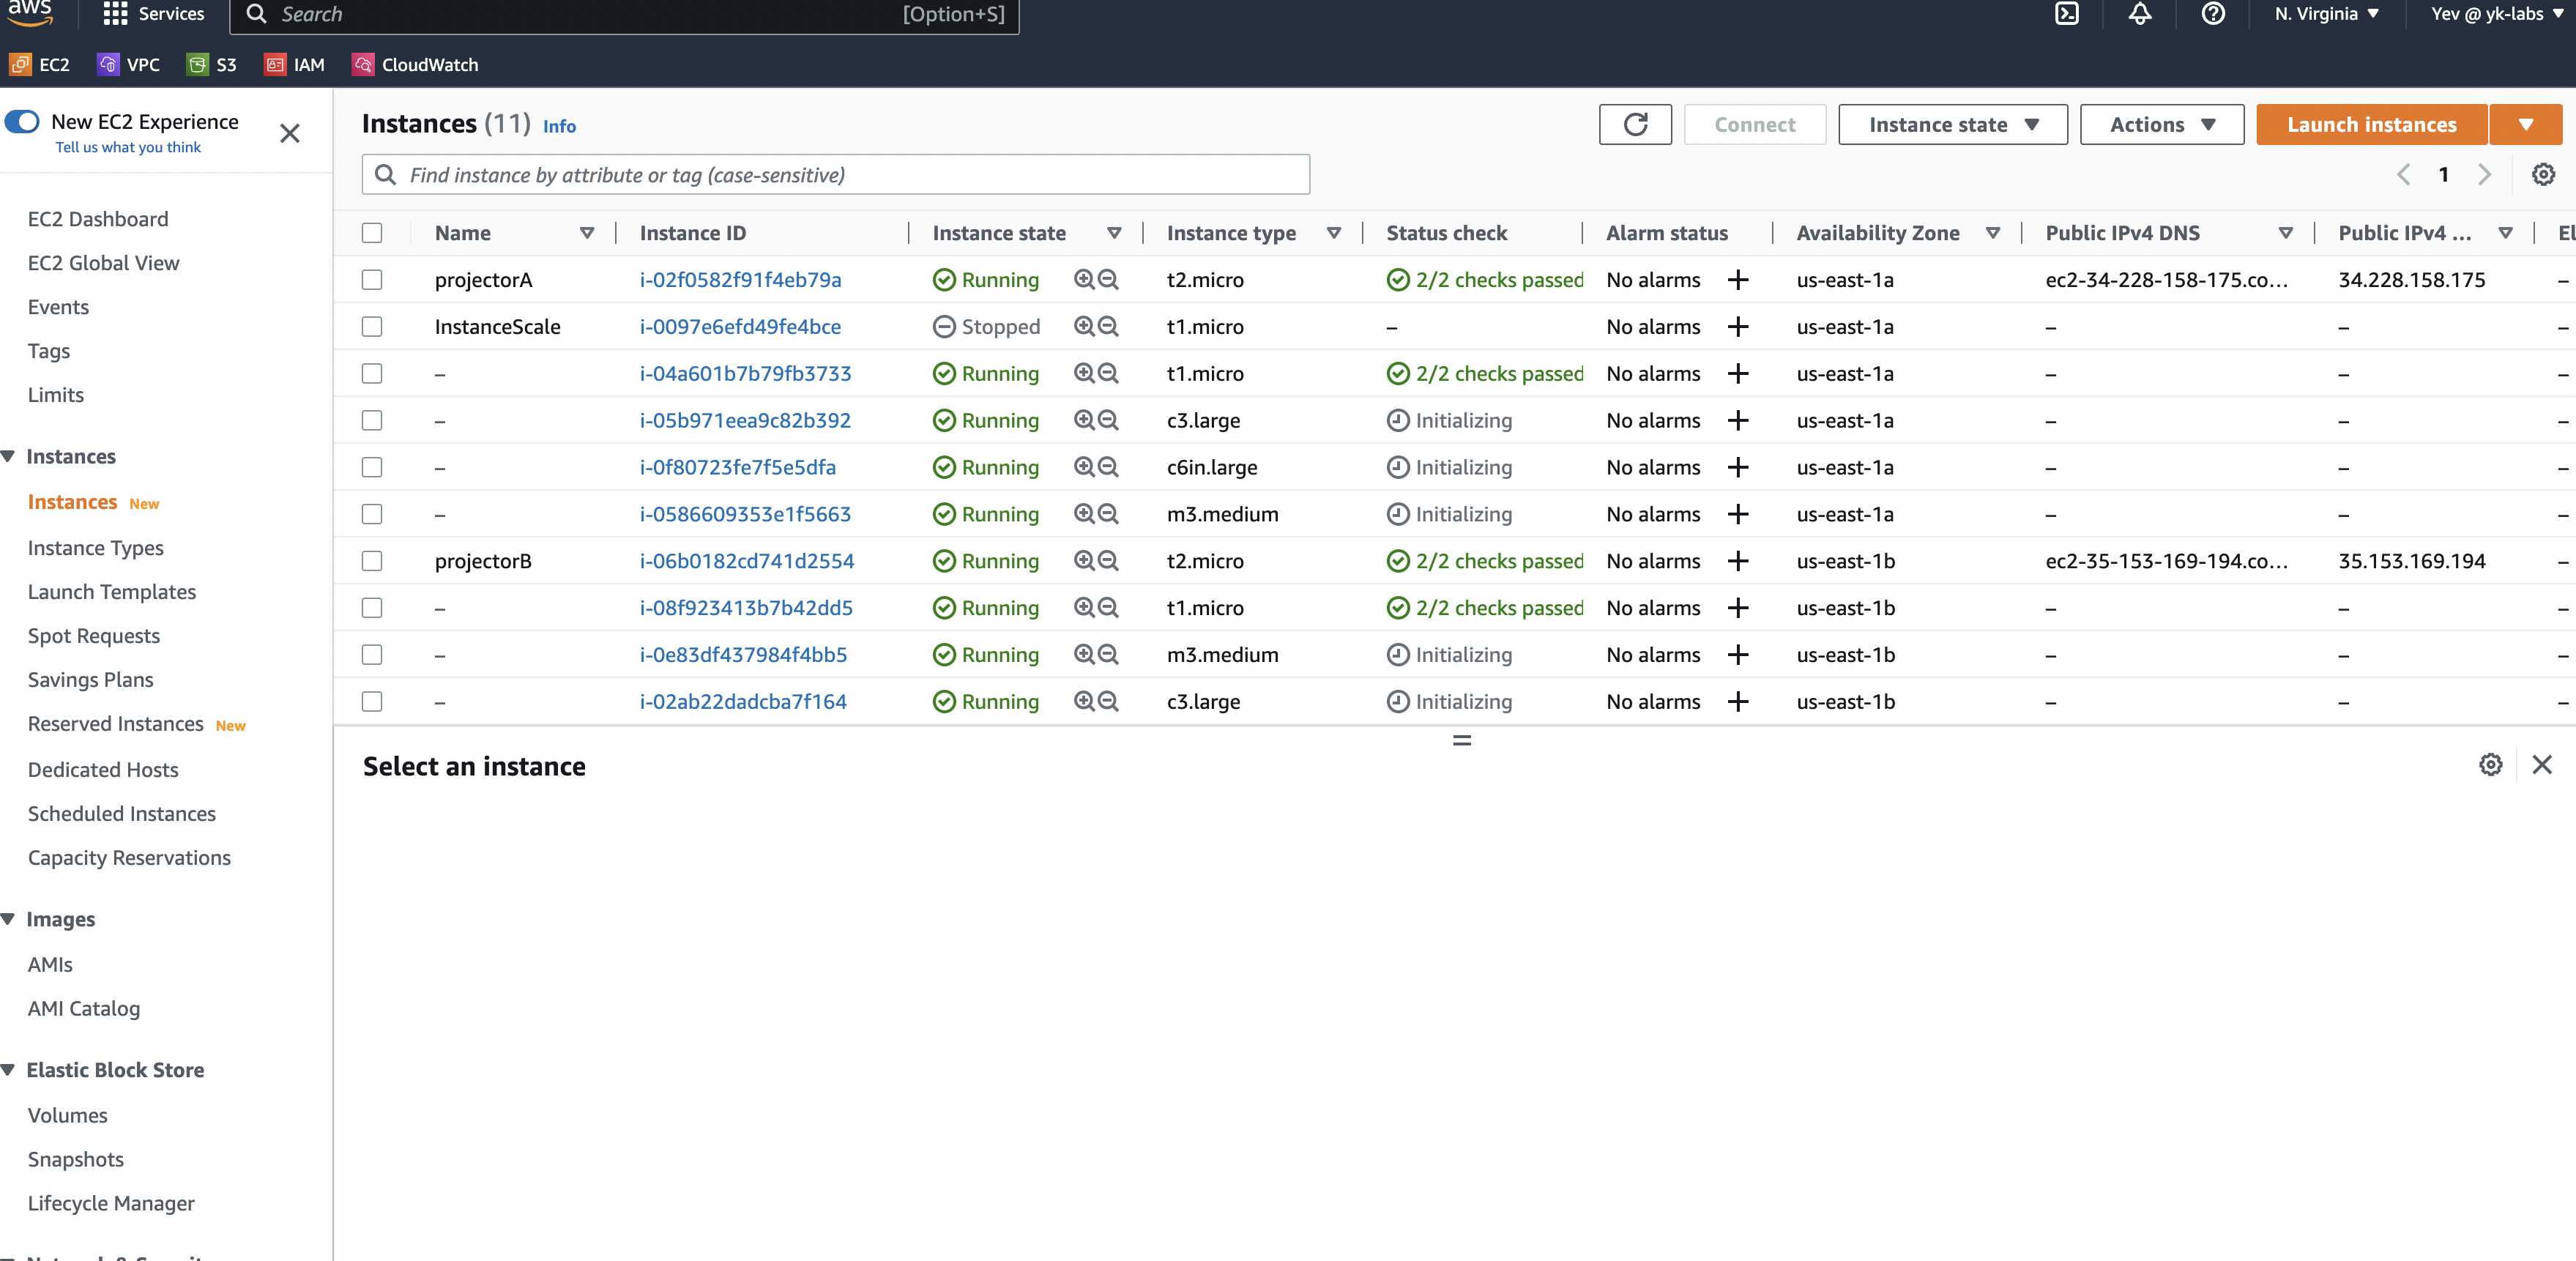 aws Services Search [Option+S] N. Virginia Yev @ yk-labs
EC2 VPC S3 IAM CloudWatch
New EC2 Experience
Tell us what you think
EC2 Dashboard
EC2 Global View
Events
Tags
Limits
Instances
Instances New
Instance Types
Launch Templates
Spot Requests
Savings Plans
Reserved Instances New
Dedicated Hosts
Scheduled Instances
Capacity Reservations
Images
AMIs
AMI Catalog
Elastic Block Store
Volumes
Snapshots
Lifecycle Manager
Instances (11) Info Connect Instance state Actions Launch instances
Find instance by attribute or tag (case-sensitive) 1
Name Instance ID Instance state Instance type Status check Alarm status Availability Zone Public IPv4 DNS Public IPv4 ... El
projectorA i-02f0582f91f4eb79a Running t2.micro 2/2 checks passed No alarms + us-east-1a ec2-34-228-158-175.co... 34.228.158.175 –
InstanceScale i-0097e6efd49fe4bce Stopped t1.micro – No alarms + us-east-1a – – –
– i-04a601b7b79fb3733 Running t1.micro 2/2 checks passed No alarms + us-east-1a – – –
– i-05b971eea9c82b392 Running c3.large Initializing No alarms + us-east-1a – – –
– i-0f80723fe7f5e5dfa Running c6in.large Initializing No alarms + us-east-1a – – –
– i-0586609353e1f5663 Running m3.medium Initializing No alarms + us-east-1a – – –
projectorB i-06b0182cd741d2554 Running t2.micro 2/2 checks passed No alarms + us-east-1b ec2-35-153-169-194.co... 35.153.169.194 –
– i-08f923413b7b42dd5 Running t1.micro 2/2 checks passed No alarms + us-east-1b – – –
– i-0e83df437984f4bb5 Running m3.medium Initializing No alarms + us-east-1b – – –
– i-02ab22dadcba7f164 Running c3.large Initializing No alarms + us-east-1b – – –
Select an instance